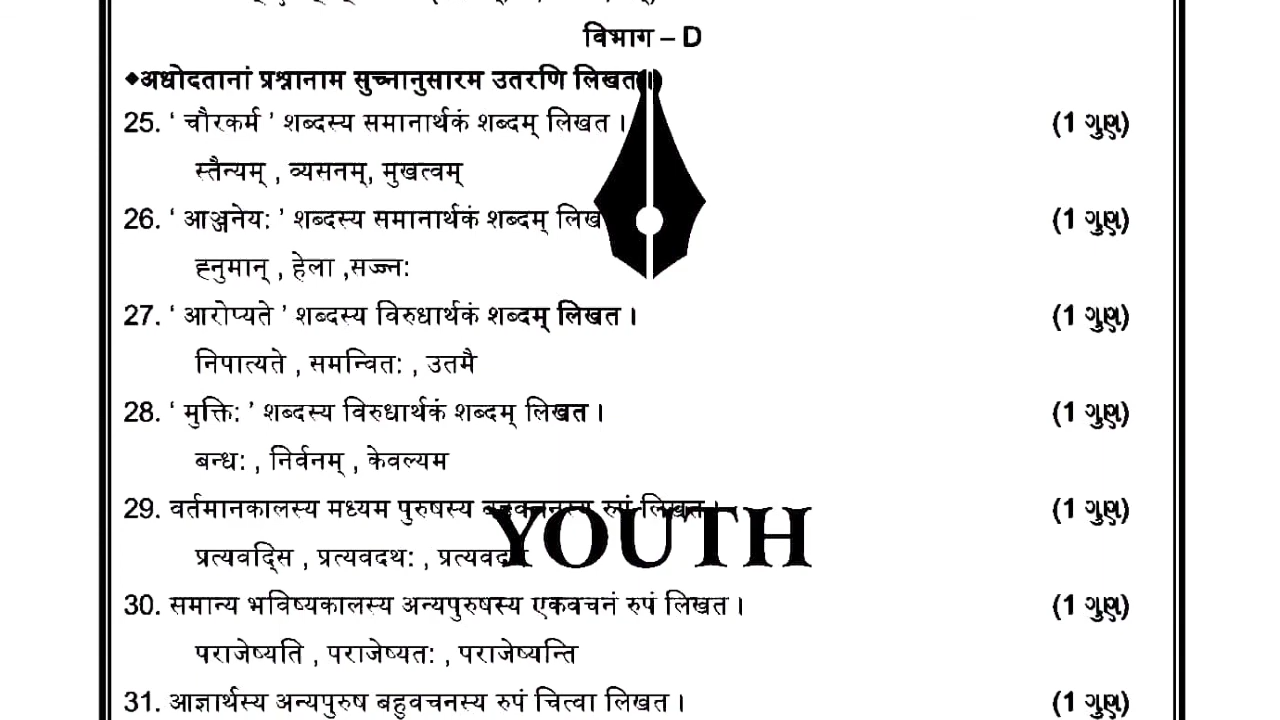 विभाग – D
◆अधोदतानां प्रश्नानाम सुच्नानुसारम उतरणि लिखत।
25. ‘ चौरकर्म ’ शब्दस्य समानार्थकं शब्दम् लिखत । (1 ગુણ)
स्तैन्यम् , व्यसनम्, मुखत्वम्
26. ‘ आञ्जनेय: ’ शब्दस्य समानार्थकं शब्दम् लिख (1 ગુણ)
ह्नुमान् , हेला ,सज्ज्न:
27. ‘ आरोप्यते ’ शब्दस्य विरुधार्थकं शब्दम् लिखत । (1 ગુણ)
निपात्यते , समन्वित: , उतमै
28. ‘ मुक्ति: ’ शब्दस्य विरुधार्थकं शब्दम् लिखत । (1 ગુણ)
बन्ध: , निर्वनम् , केवल्यम
29. वर्तमानकालस्य मध्यम पुरुषस्य बहुवचनस्य रुपं लिखत । (1 ગુણ)
प्रत्यवद्सि , प्रत्यवदथ: ,
YOUTH
30. समान्य भविष्यकालस्य अन्यपुरुषस्य एकवचनं रुपं लिखत । (1 ગુણ)
पराजेष्यति , पराजेष्यत: , पराजेष्यन्ति
31. आज्ञार्थस्य अन्यपुरुष बहुवचनस्य रुपं चित्वा लिखत । (1 ગુણ)